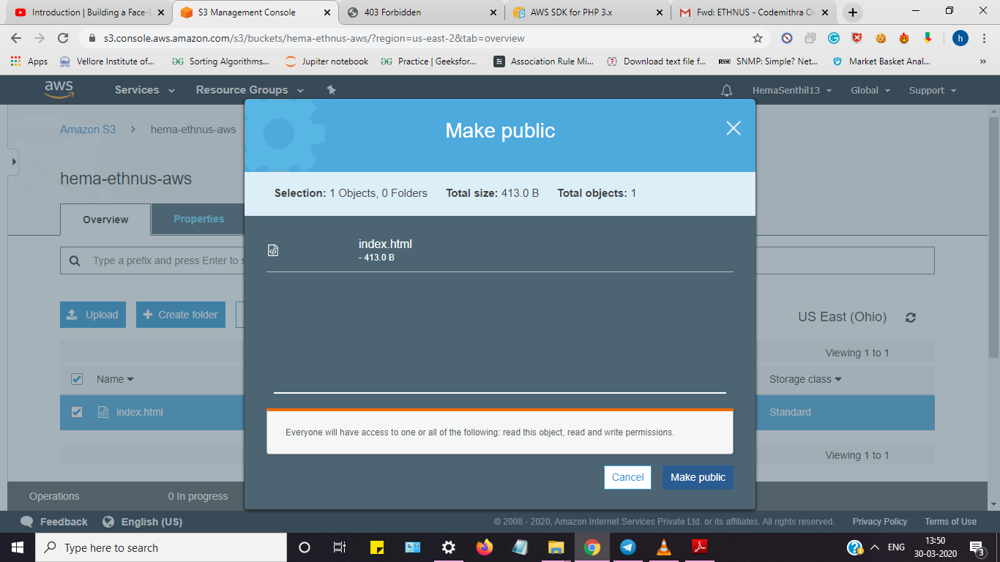 Introduction | Building a Face-
S3 Management Console
403 Forbidden
AWS SDK for PHP 3.x
Fwd: ETHNUS - Codemithra On
s3.console.aws.amazon.com/s3/buckets/hema-ethnus-aws/?region=us-east-2&tab=overview
h
Apps
Vellore Institute of...
Sorting Algorithms...
Jupiter notebook
Practice | Geeksfor...
Association Rule Mi...
Download text file f...
SNMP: Simple? Net...
Market Basket Anal...
»
aws
Services
Resource Groups
HemaSenthil13
Global
Support
Amazon S3
hema-ethnus-aws
Make public
hema-ethnus-aws
Selection: 1 Objects, 0 Folders
Total size: 413.0 B
Total objects: 1
Overview
Properties
index.html
- 413.0 B
Type a prefix and press Enter to s
Upload
Create folder
US East (Ohio)
Viewing 1 to 1
Name
Storage class
index.html
Standard
Everyone will have access to one or all of the following: read this object, read and write permissions.
Viewing 1 to 1
Cancel
Make public
Operations
0 In progress
Feedback
English (US)
© 2008 - 2020, Amazon Internet Services Private Ltd. or its affiliates. All rights reserved.
Privacy Policy
Terms of Use
Type here to search
ENG
13:50
30-03-2020
3